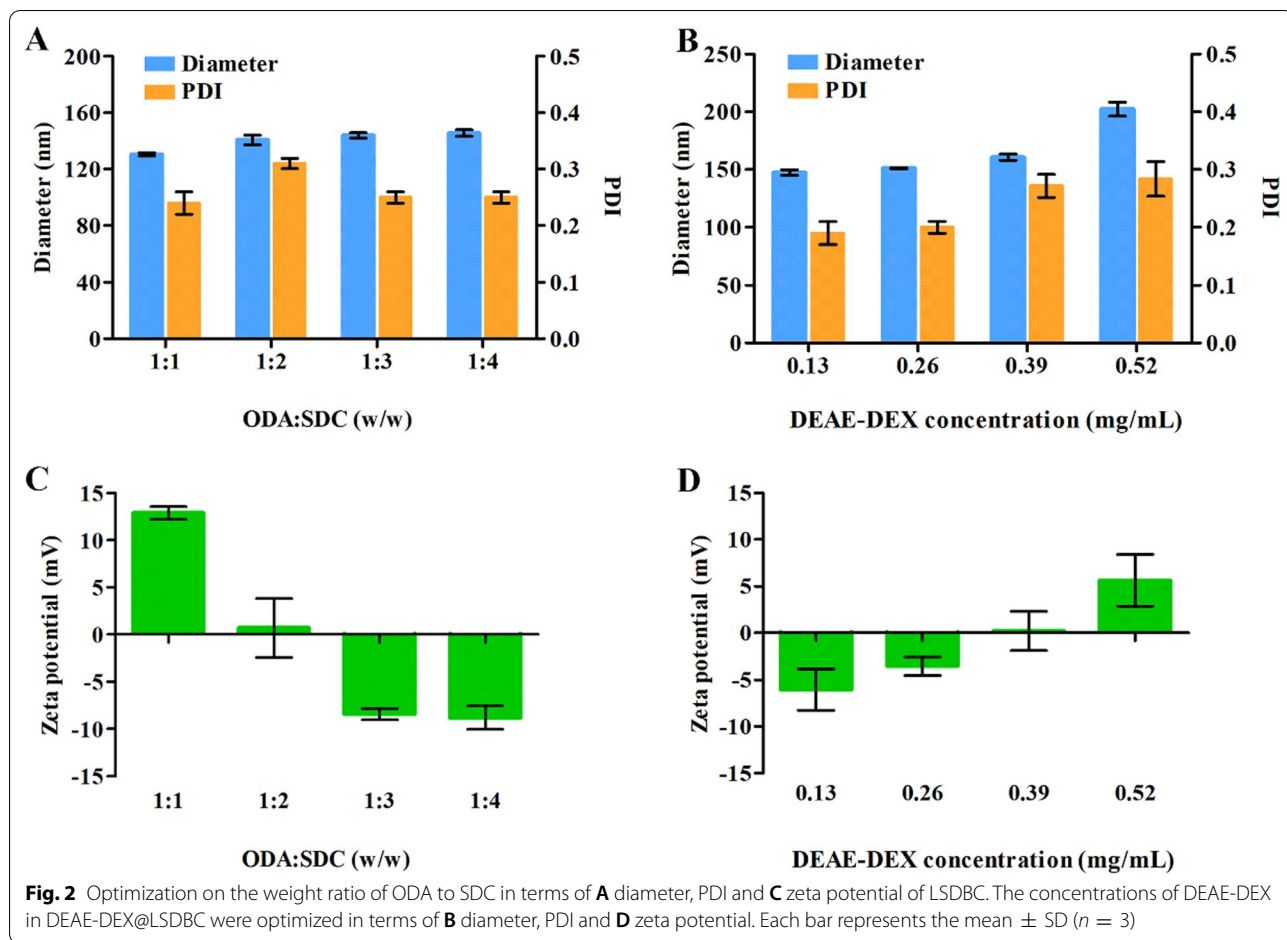 A
Diameter
PDI
Diameter (nm)
200
160
120
80
40
0
0.5
0.4
0.3
0.2
0.1
0.0
PDI
1:1 1:2 1:3 1:4
ODA:SDC (w/w)
B
Diameter
PDI
Diameter (nm)
250
200
150
100
50
0
0.5
0.4
0.3
0.2
0.1
0.0
PDI
0.13 0.26 0.39 0.52
DEAE-DEX concentration (mg/mL)
C
Zeta potential (mV)
15
10
5
0
-5
-10
-15
1:1 1:2 1:3 1:4
ODA:SDC (w/w)
D
Zeta potential (mV)
15
10
5
0
-5
-10
-15
0.13 0.26 0.39 0.52
DEAE-DEX concentration (mg/mL)
Fig. 2 Optimization on the weight ratio of ODA to SDC in terms of A diameter, PDI and C zeta potential of LSDBC. The concentrations of DEAE-DEX
in DEAE-DEX@LSDBC were optimized in terms of B diameter, PDI and D zeta potential. Each bar represents the mean ± SD (n = 3)